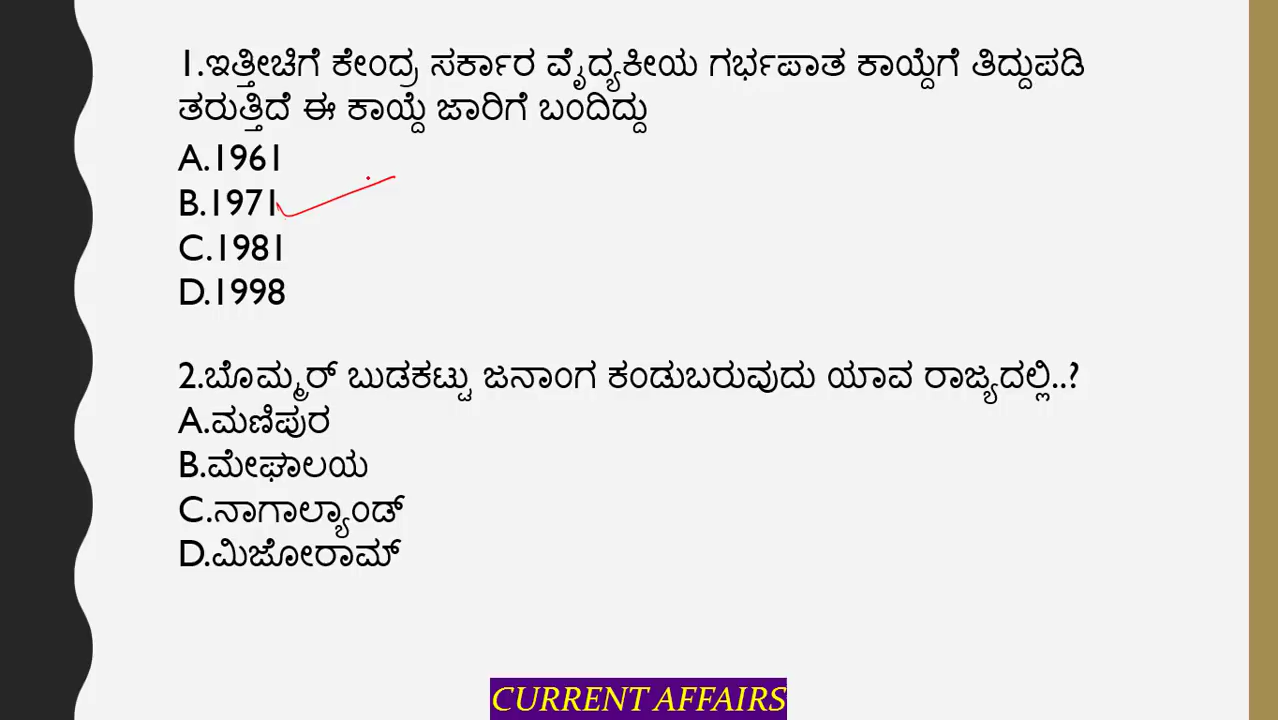 1.ಇತ್ತೀಚಿಗೆ ಕೇಂದ್ರ ಸರ್ಕಾರ ವೈದ್ಯಕೀಯ ಗರ್ಭಪಾತ ಕಾಯ್ದೆಗೆ ತಿದ್ದುಪಡಿ
ತರುತ್ತಿದೆ ಈ ಕಾಯ್ದೆ ಜಾರಿಗೆ ಬಂದಿದ್ದು
A.1961
B.1971
C.1981
D.1998
2.ಬೊಮ್ಮರ್ ಬುಡಕಟ್ಟು ಜನಾಂಗ ಕಂಡುಬರುವುದು ಯಾವ ರಾಜ್ಯದಲ್ಲಿ..?
A.ಮಣಿಪುರ
B.ಮೇಘಾಲಯ
C.ನಾಗಾಲ್ಯಾಂಡ್
D.ಮಿಜೋರಾಮ್
CURRENT AFFAIRS